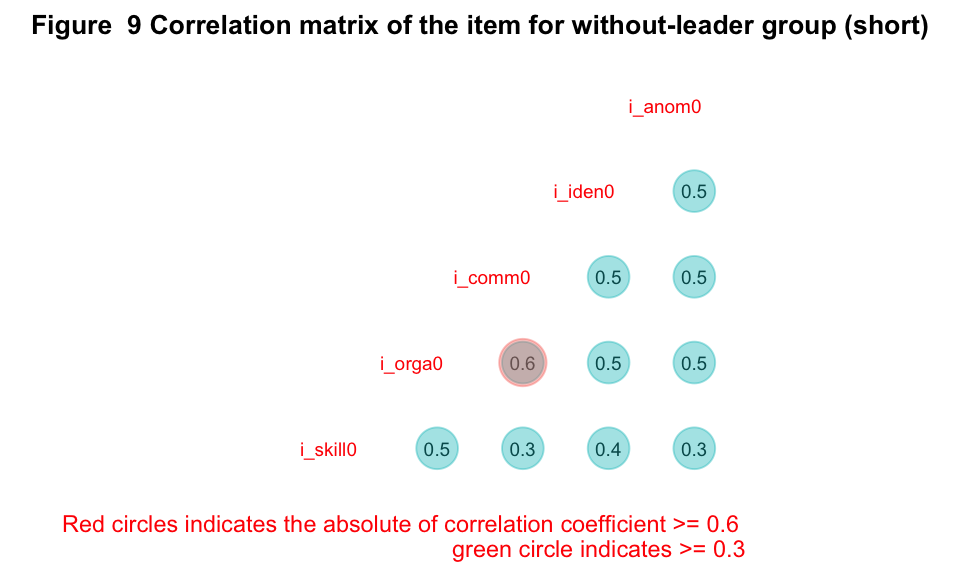 Figure  9 Correlation matrix of the item for without-leader group (short)
i_anom0
i_iden0 0.5
i_comm0 0.5 0.5
i_orga0 0.6 0.5 0.5
i_skill0 0.5 0.3 0.4 0.3
Red circles indicates the absolute of correlation coefficient >= 0.6
green circle indicates >= 0.3